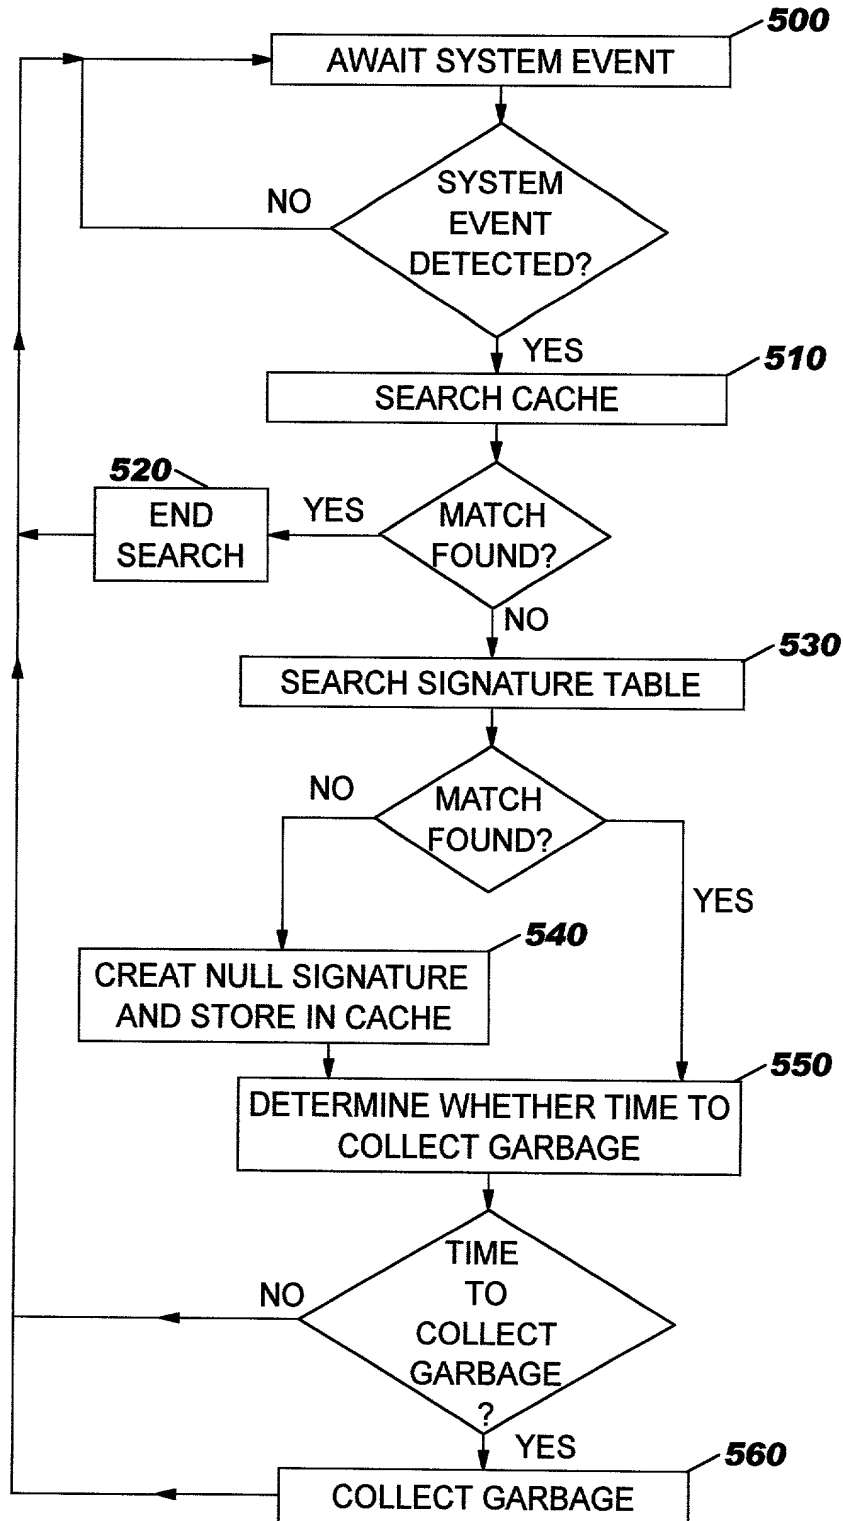 500
AWAIT SYSTEM EVENT
SYSTEM
EVENT
DETECTED?
NO
YES
510
SEARCH CACHE
520
END
SEARCH
YES
MATCH
FOUND?
NO
530
SEARCH SIGNATURE TABLE
NO
MATCH
FOUND?
YES
540
CREAT NULL SIGNATURE
AND STORE IN CACHE
550
DETERMINE WHETHER TIME TO
COLLECT GARBAGE
TIME
TO
COLLECT
GARBAGE
?
NO
YES
560
COLLECT GARBAGE